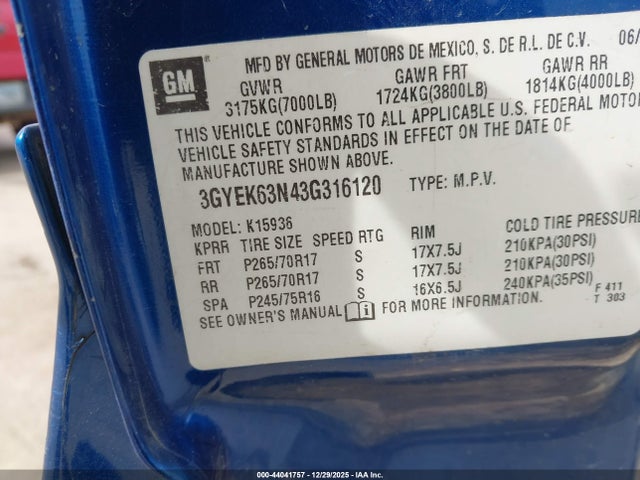 GM
MFD BY GENERAL MOTORS DE MEXICO, S. DE R.L. DE C.V. 06/
GVWR GAWR FRT GAWR RR
3175KG(7000LB) 1724KG(3800LB) 1814KG(4000LB)
THIS VEHICLE CONFORMS TO ALL APPLICABLE U.S. FEDERAL MOTOR
VEHICLE SAFETY STANDARDS IN EFFECT ON THE DATE OF
MANUFACTURE SHOWN ABOVE.
3GYEK63N43G316120 TYPE: M.P.V.
MODEL: K15936
KPRR TIRE SIZE SPEED RTG RIM COLD TIRE PRESSURE
FRT P265/70R17 S 17X7.5J 210KPA(30PSI)
RR P265/70R17 S 17X7.5J 210KPA(30PSI)
SPA P245/75R16 S 16X6.5J 240KPA(35PSI) F 411
SEE OWNER'S MANUAL i FOR MORE INFORMATION. T 303
000-44041757 - 12/29/2025 - IAA Inc.